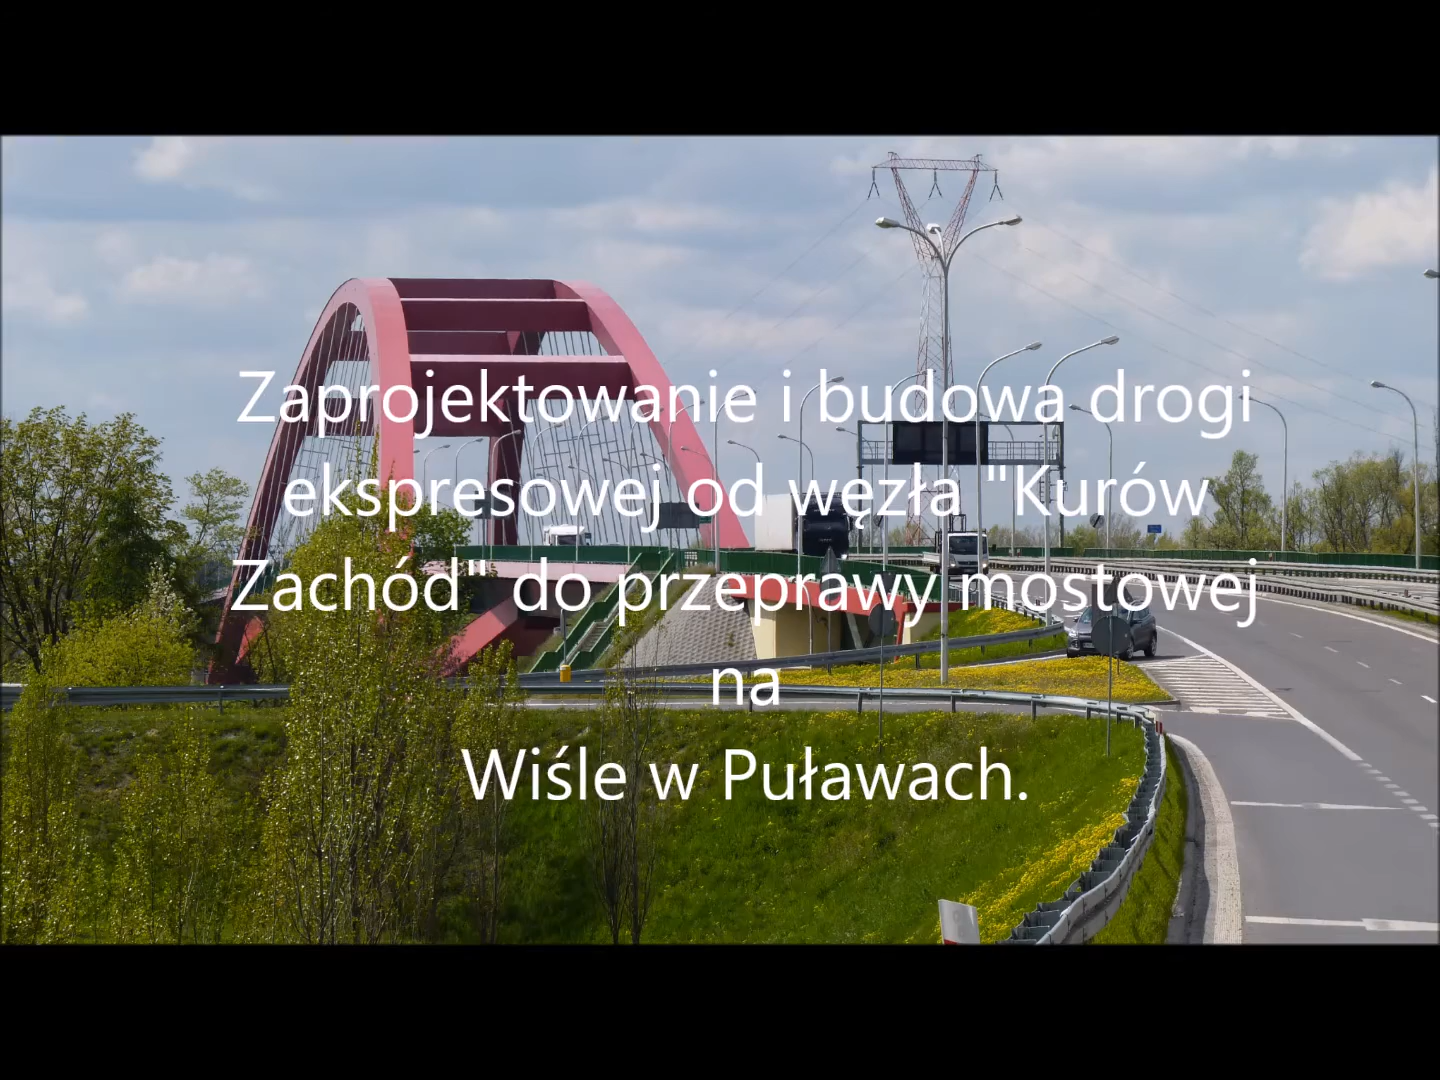 Zaprojektowanie i budowa drogi
ekspresowej od węzła "Kurów
Zachód" do przeprawy mostowej
na
Wiśle w Puławach.